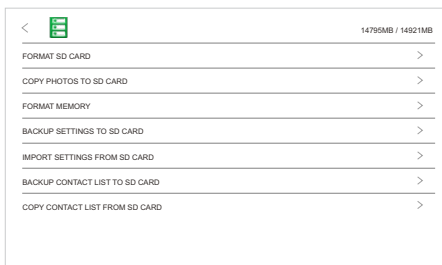 14795MB / 14921MB
FORMAT SD CARD
COPY PHOTOS TO SD CARD
FORMAT MEMORY
BACKUP SETTINGS TO SD CARD
IMPORT SETTINGS FROM SD CARD
BACKUP CONTACT LIST TO SD CARD
COPY CONTACT LIST FROM SD CARD